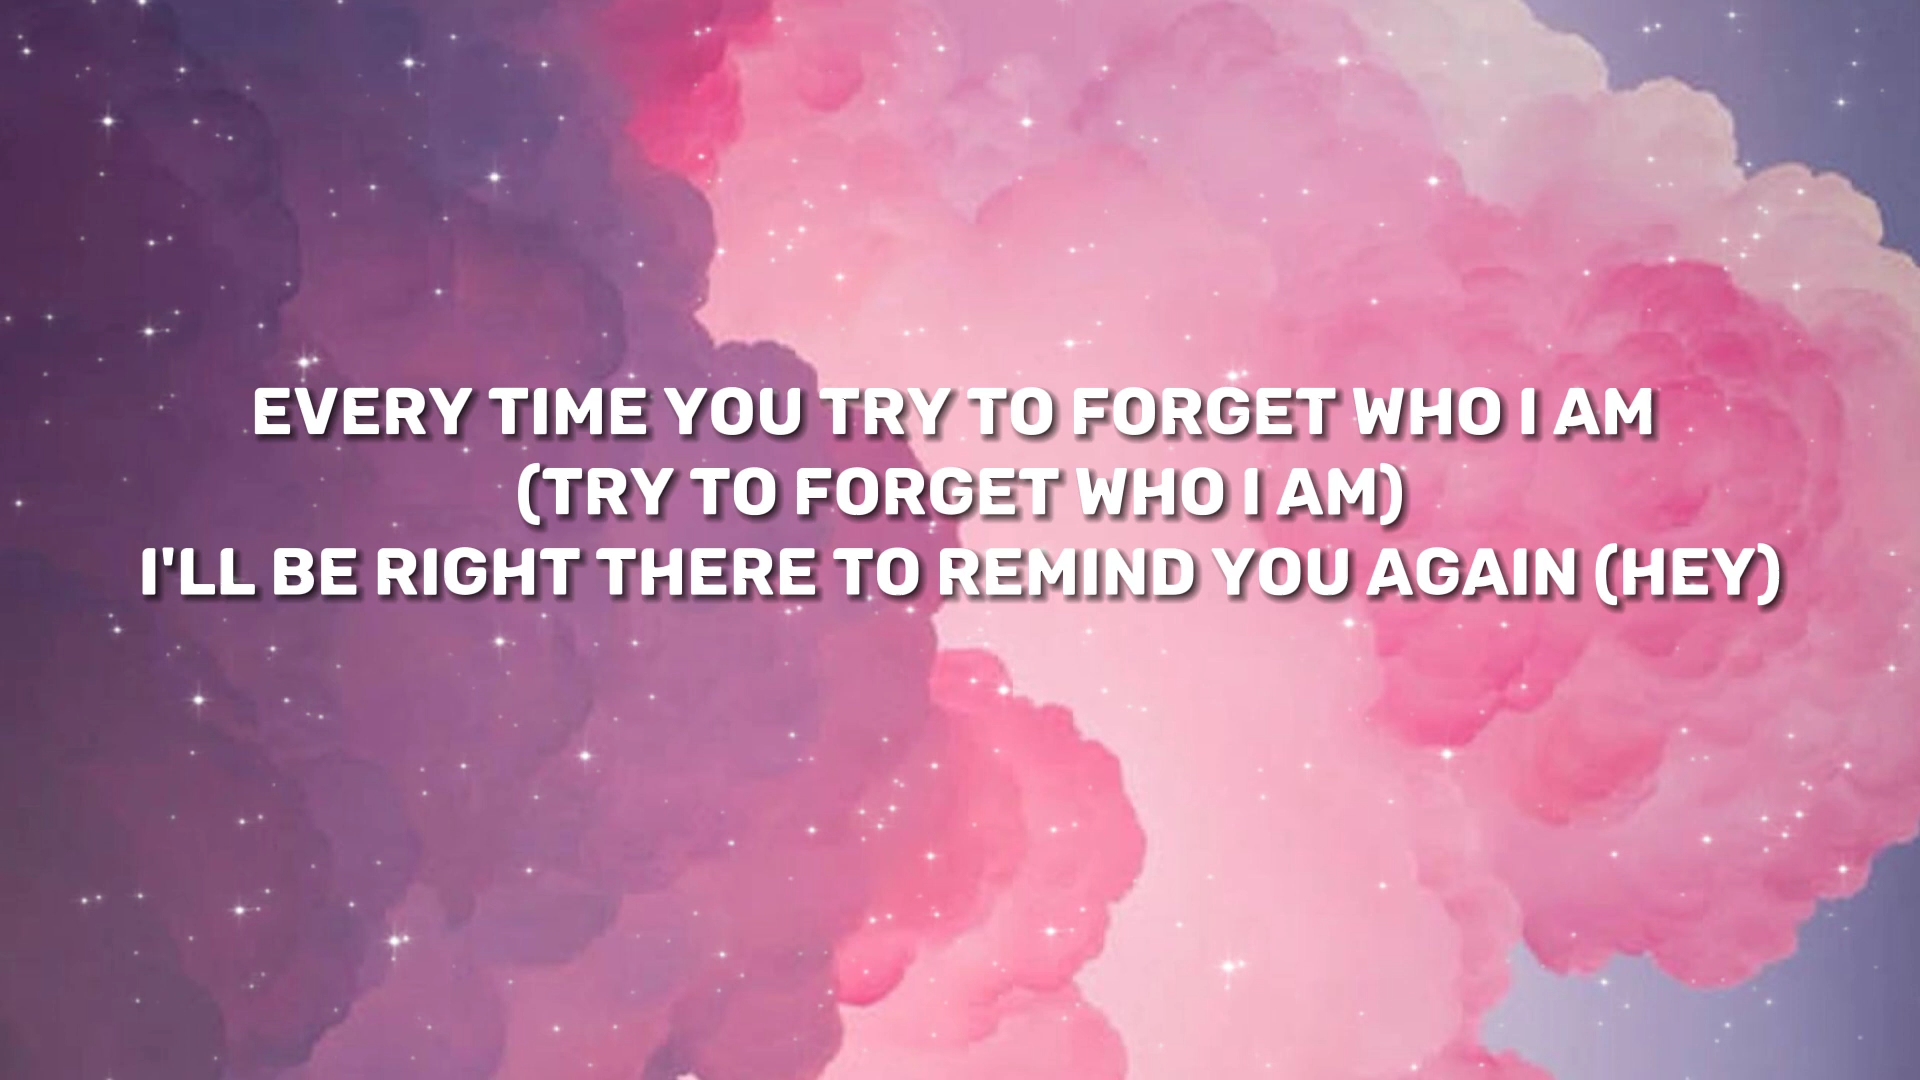 EVERY TIME YOU TRY TO FORGET WHO I AM
(TRY TO FORGET WHO I AM)
I'LL BE RIGHT THERE TO REMIND YOU AGAIN (HEY)